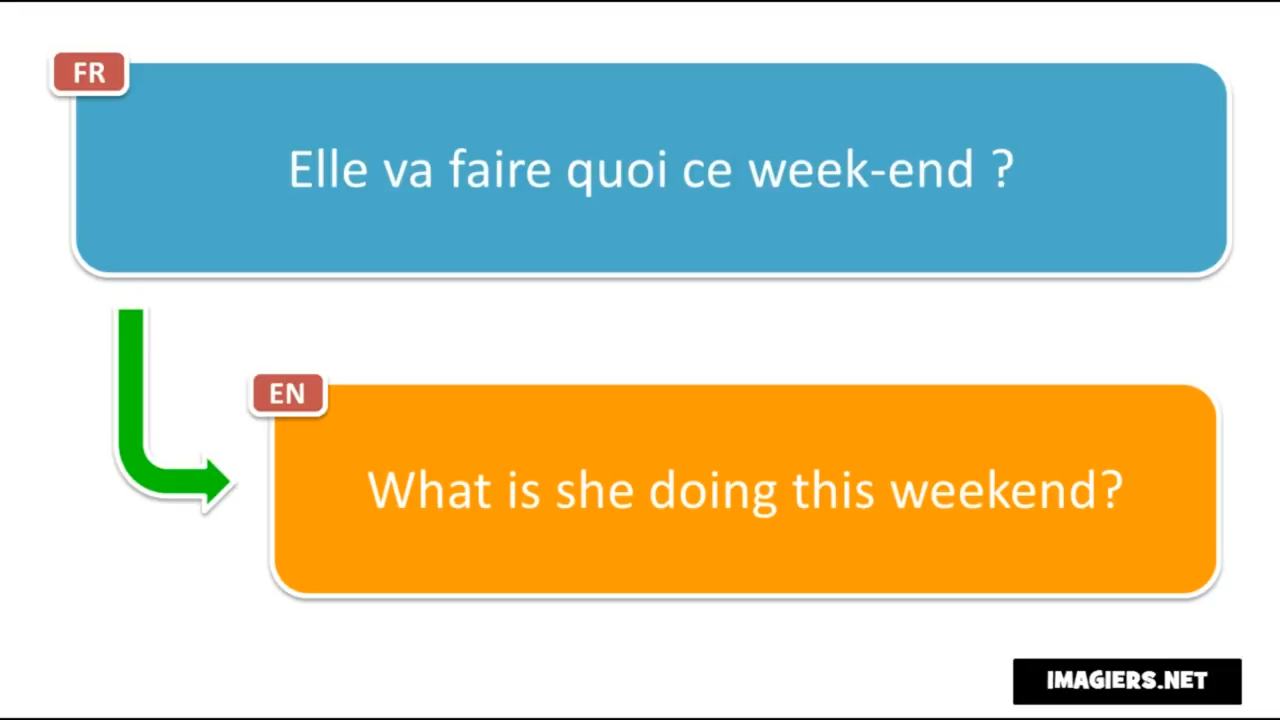 FR
Elle va faire quoi ce week-end ?
EN
What is she doing this weekend?
IMAGIERS.NET